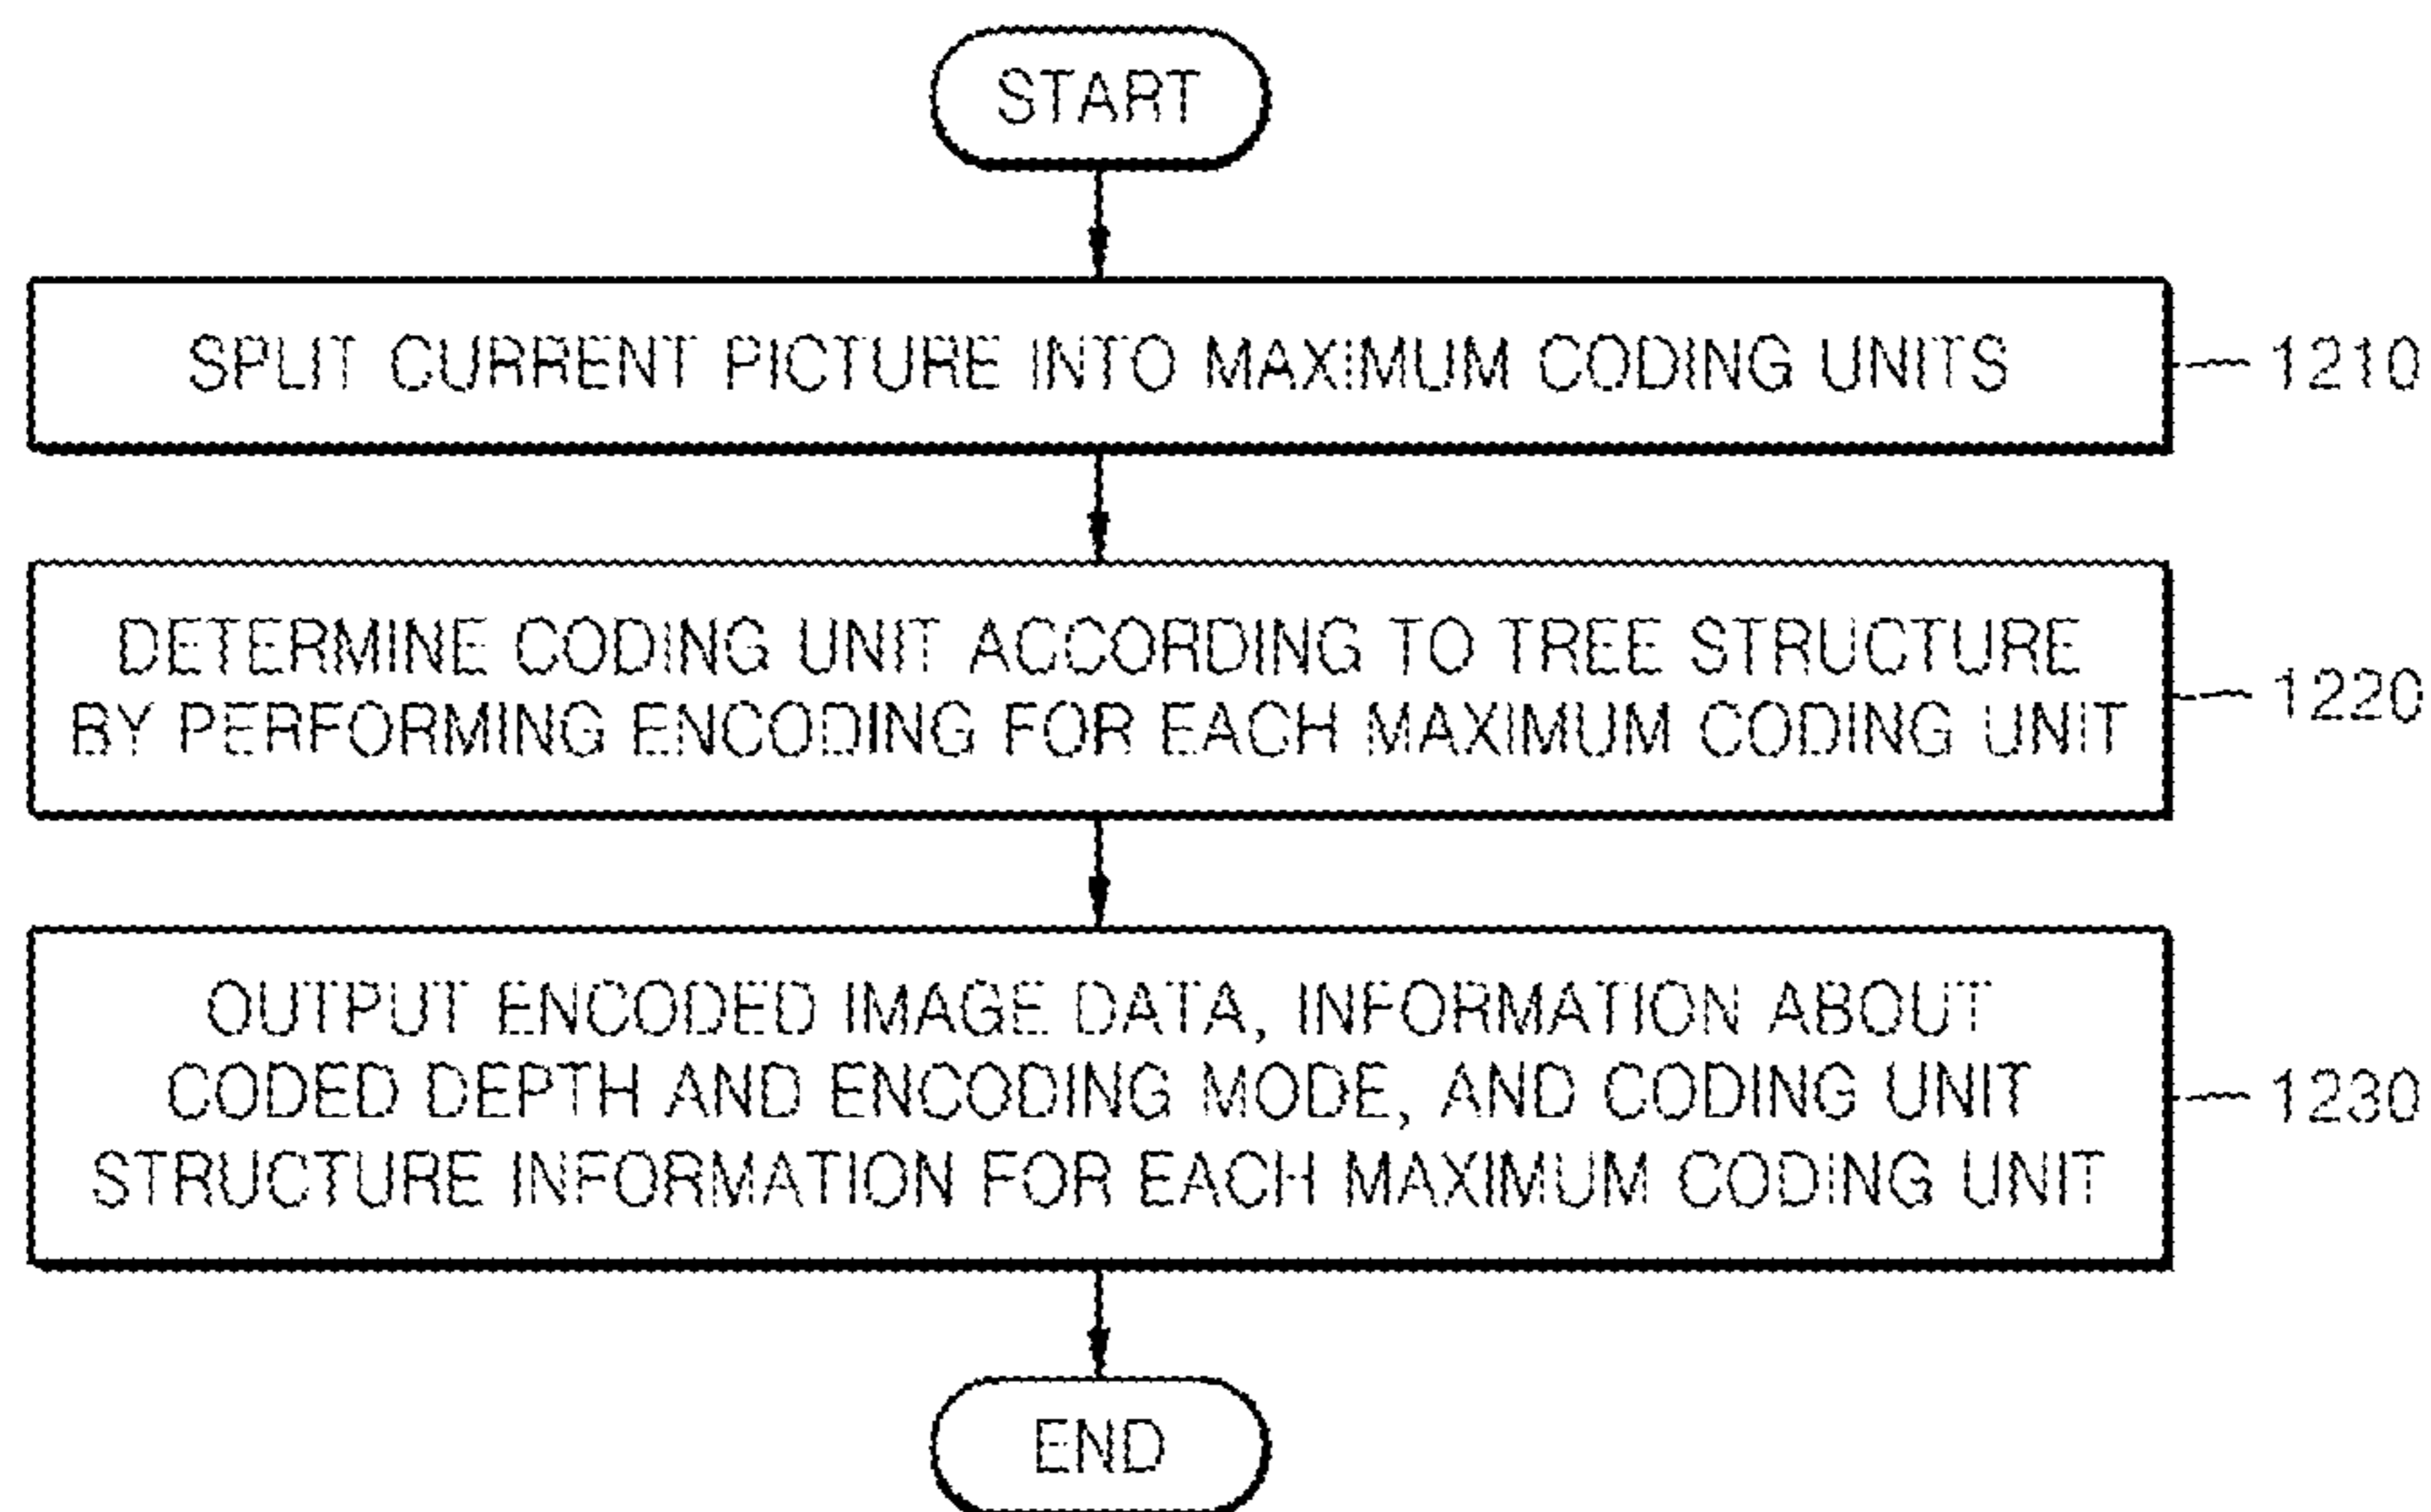 START
SPLIT CURRENT PICTURE INTO MAXIMUM CODING UNITS
1210
DETERMINE CODING UNIT ACCORDING TO TREE STRUCTURE
BY PERFORMING ENCODING FOR EACH MAXIMUM CODING UNIT
1220
OUTPUT ENCODED IMAGE DATA, INFORMATION ABOUT
CODED DEPTH AND ENCODING MODE, AND CODING UNIT
STRUCTURE INFORMATION FOR EACH MAXIMUM CODING UNIT
1230
END